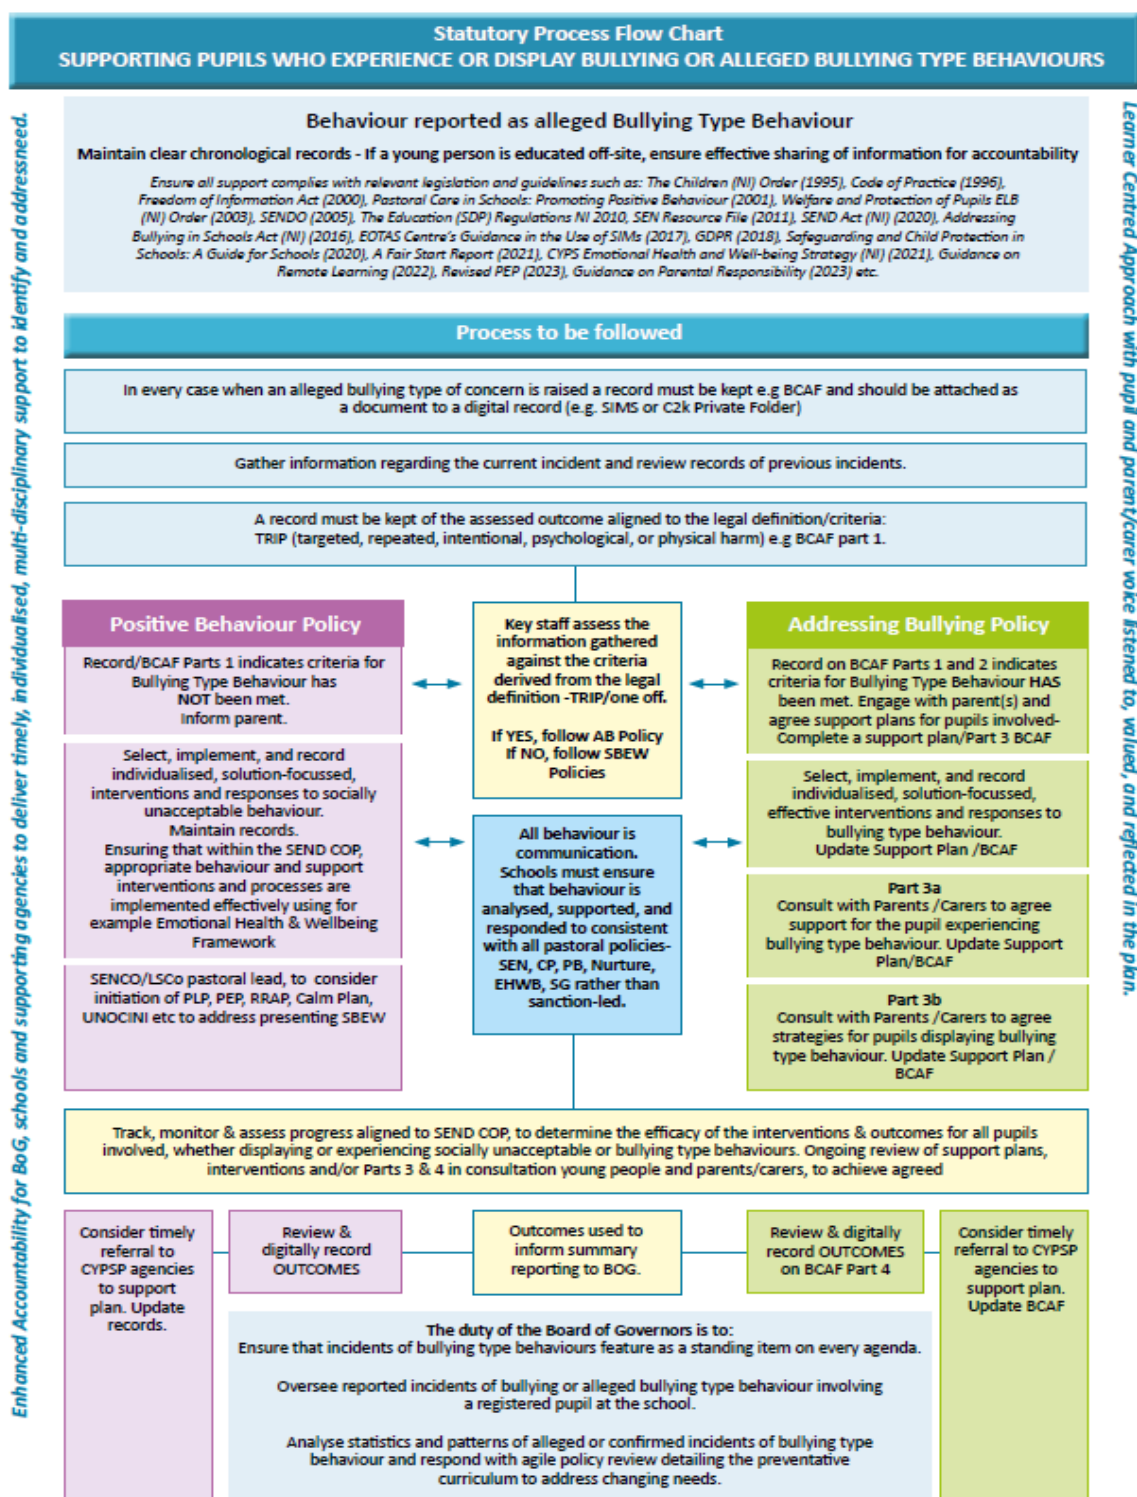 Statutory Process Flow Chart
SUPPORTING PUPILS WHO EXPERIENCE OR DISPLAY BULLYING OR ALLEGED BULLYING TYPE BEHAVIOURS
Enhanced Accountability for BoG, schools and supporting agencies to deliver timely, individualised, multi-disciplinary support to identify and addressneed.
Learner Centred Approach with pupil and parent/carer voice listened to, valued, and reflected in the plan.
Behaviour reported as alleged Bullying Type Behaviour
Maintain clear chronological records - If a young person is educated off-site, ensure effective sharing of information for accountability
Ensure all support complies with relevant legislation and guidelines such as: The Children (NI) Order (1995), Code of Practice (1996),
Freedom of Information Act (2000), Pastoral Care in Schools: Promoting Positive Behaviour (2001), Welfare and Protection of Pupils ELB
(NI) Order (2003), SENDO (2005), The Education (SDP) Regulations NI 2010, SEN Resource File (2011), SEND Act (NI) (2020), Addressing
Bullying in Schools Act (NI) (2016), EOTAS Centre's Guidance in the Use of SIMs (2017), GDPR (2018), Safeguarding and Child Protection in
Schools: A Guide for Schools (2020), A Fair Start Report (2021), CYPS Emotional Health and Well-being Strategy (NI) (2021), Guidance on
Remote Learning (2022), Revised PEP (2023), Guidance on Parental Responsibility (2023) etc.
Process to be followed
In every case when an alleged bullying type of concern is raised a record must be kept e.g BCAF and should be attached as
a document to a digital record (e.g. SIMS or C2k Private Folder)
Gather information regarding the current incident and review records of previous incidents.
A record must be kept of the assessed outcome aligned to the legal definition/criteria:
TRIP (targeted, repeated, intentional, psychological, or physical harm) e.g BCAF part 1.
Positive Behaviour Policy
Record/BCAF Parts 1 indicates criteria for
Bullying Type Behaviour has
NOT been met.
Inform parent.
Select, implement, and record
individualised, solution-focussed,
interventions and responses to socially
unacceptable behaviour.
Maintain records.
Ensuring that within the SEND COP,
appropriate behaviour and support
interventions and processes are
implemented effectively using for
example Emotional Health & Wellbeing
Framework
SENCO/LSCo pastoral lead, to consider
initiation of PLP, PEP, RRAP, Calm Plan,
UNOCINI etc to address presenting SBEW
Key staff assess the
information gathered
against the criteria
derived from the legal
definition -TRIP/one off.
If YES, follow AB Policy
If NO, follow SBEW
Policies
All behaviour is
communication.
Schools must ensure
that behaviour is
analysed, supported, and
responded to consistent
with all pastoral policies-
SEN, CP, PB, Nurture,
EHWB, SG rather than
sanction-led.
Addressing Bullying Policy
Record on BCAF Parts 1 and 2 indicates
criteria for Bullying Type Behaviour HAS
been met. Engage with parent(s) and
agree support plans for pupils involved-
Complete a support plan/Part 3 BCAF
Select, implement, and record
individualised, solution-focussed,
effective interventions and responses to
bullying type behaviour.
Update Support Plan /BCAF
Part 3a
Consult with Parents /Carers to agree
support for the pupil experiencing
bullying type behaviour. Update Support
Plan/BCAF
Part 3b
Consult with Parents /Carers to agree
strategies for pupils displaying bullying
type behaviour. Update Support Plan /
BCAF
Track, monitor & assess progress aligned to SEND COP, to determine the efficacy of the interventions & outcomes for all pupils
involved, whether displaying or experiencing socially unacceptable or bullying type behaviours. Ongoing review of support plans,
interventions and/or Parts 3 & 4 in consultation young people and parents/carers, to achieve agreed
Consider timely
referral to
CYPSP agencies
to support
plan. Update
records.
Review &
digitally record
OUTCOMES
Outcomes used to
inform summary
reporting to BOG.
Review & digitally
record OUTCOMES
on BCAF Part 4
Consider timely
referral to CYPSP
agencies to
support plan.
Update BCAF
The duty of the Board of Governors is to:
Ensure that incidents of bullying type behaviours feature as a standing item on every agenda.
Oversee reported incidents of bullying or alleged bullying type behaviour involving
a registered pupil at the school.
Analyse statistics and patterns of alleged or confirmed incidents of bullying type
behaviour and respond with agile policy review detailing the preventative
curriculum to address changing needs.